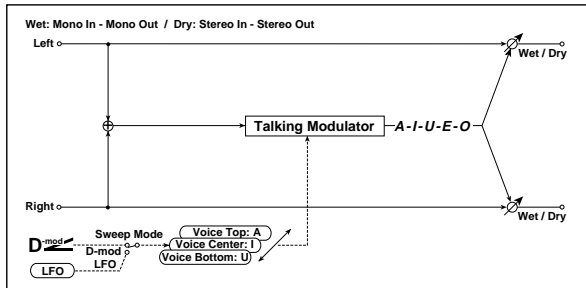 Wet: Mono In - Mono Out / Dry: Stereo In - Stereo Out
Left
Wet / Dry
Talking Modulator
A-I-U-E-O
Right
Wet / Dry
Sweep Mode
D-mod
D-mod
LFO
LFO
Voice Top: A
Voice Center: I
Voice Bottom: U